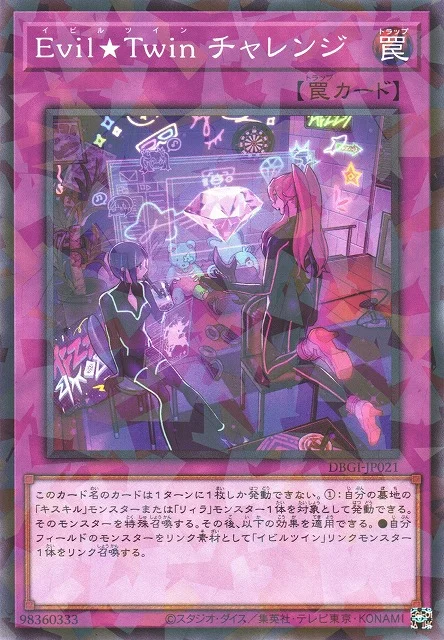 イビルツイン
Evil★Twin チャレンジ
トラップ
罠
トラップ
【罠カード】
DBGI-JP021
このカード名のカードは1ターンに1枚しか発動できない。①:自分の墓地の
「キスキル」モンスターまたは「リィラ」モンスター1体を対象として発動できる。
そのモンスターを特殊召喚する。その後、以下の効果を適用できる。●自分
フィールドのモンスターをリンク素材として「イビルツイン」リンクモンスター
1体をリンク召喚する。
98360333
©スタジオ・ダイス/集英社・テレビ東京・KONAMI